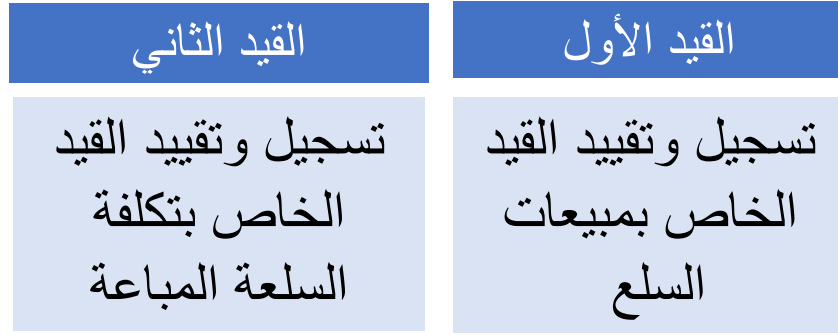 القيد الأول
تسجيل وتقييد القيد
الخاص بمبيعات
السلع
القيد الثاني
تسجيل وتقييد القيد
الخاص بتكلفة
السلعة المباعة